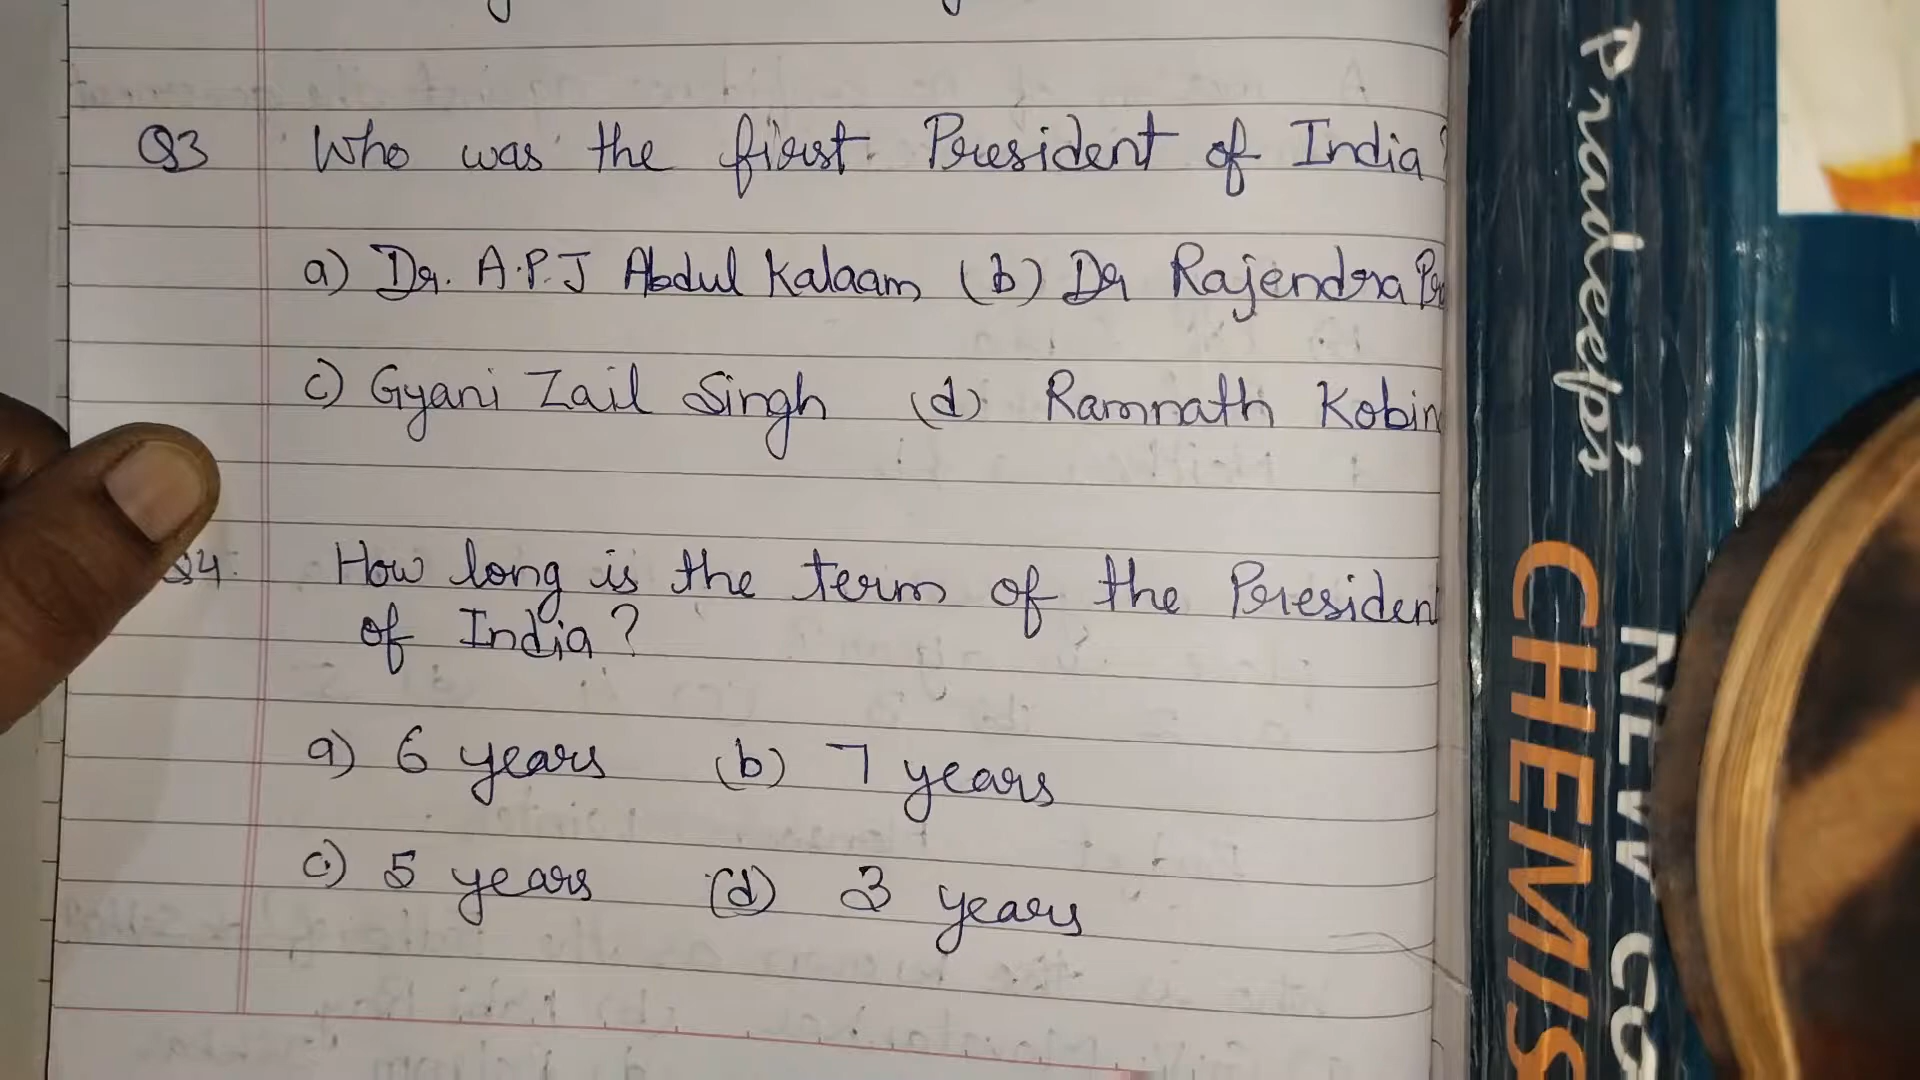 Q3 Who was the first President of India?
a) Dr. A.P.J Abdul Kalaam (b) Dr Rajendra
c) Gyani Zail Singh (d) Ramnath Kobin
Q4. How long is the term of the Presiden
of India?
a) 6 years (b) 7 years
c) 5 years (d) 3 years
Pradeep's
NEW CO
CHEMIS